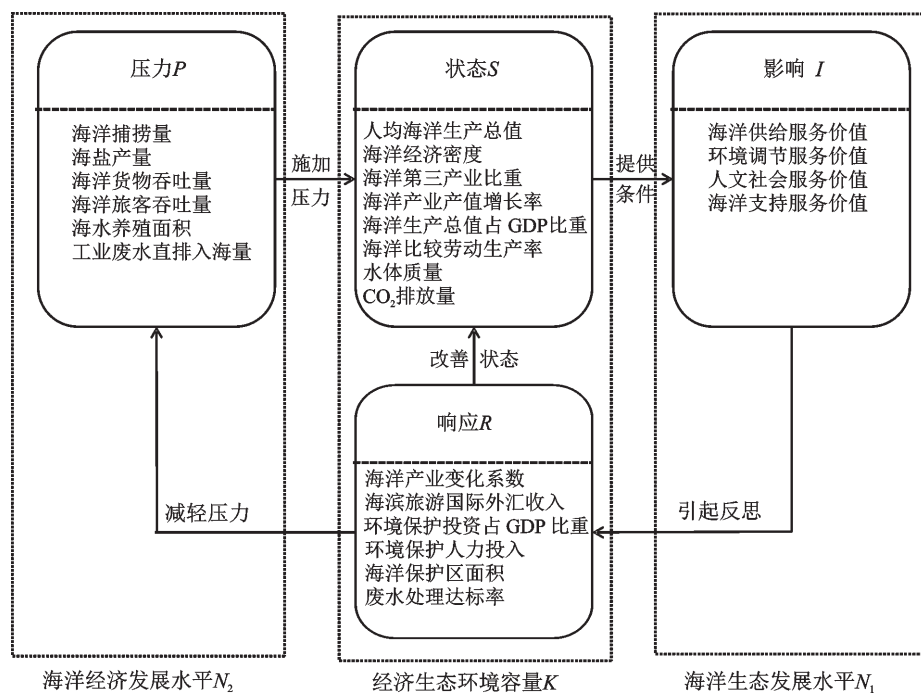 压力P
海洋捕捞量
海盐产量
海洋货物吞吐量
海洋旅客吞吐量
海水养殖面积
工业废水直排入海量
施加
压力
状态S
人均海洋生产总值
海洋经济密度
海洋第三产业比重
海洋产业产值增长率
海洋生产总值占GDP比重
海洋比较劳动生产率
水体质量
CO₂排放量
提供
条件
影响 I
海洋供给服务价值
环境调节服务价值
人文社会服务价值
海洋支持服务价值
改善 状态
响应R
海洋产业变化系数
海滨旅游国际外汇收入
环境保护投资占GDP比重
环境保护人力投入
海洋保护区面积
废水处理达标率
减轻压力
引起反思
海洋经济发展水平N₂
经济生态环境容量K
海洋生态发展水平N₁